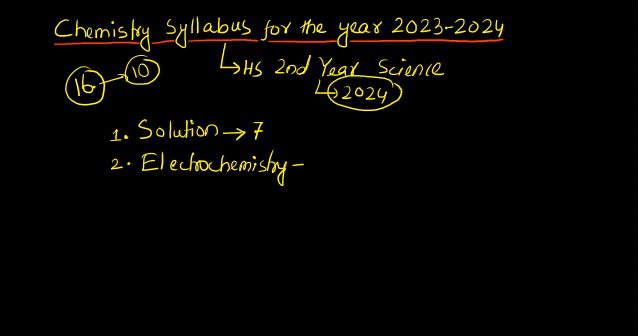 Chemistry Syllabus for the year 2023-2024
↳HS 2nd Year Science
16 → 10
↳2024
1. Solution → 7
2. Electrochemistry -